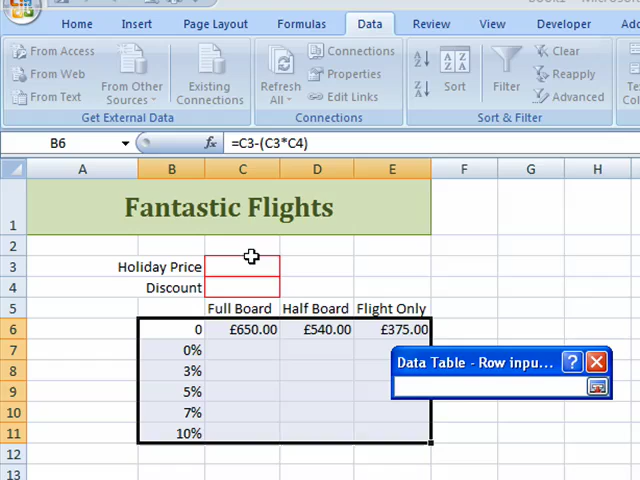 Home Insert Page Layout Formulas Data Review View Developer
From Access
From Web
From Text
From Other Sources
Existing Connections
Refresh All
Connections
Properties
Edit Links
Sort
Filter
Clear
Reapply
Advanced
Get External Data Connections Sort & Filter
B6 fx =C3-(C3*C4)
A B C D E F G H
1 Fantastic Flights
2
3 Holiday Price
4 Discount
5 Full Board Half Board Flight Only
6 0 £650.00 £540.00 £375.00
7 0%
8 3%
9 5%
10 7%
11 10%
12
13
Data Table - Row inpu... ?